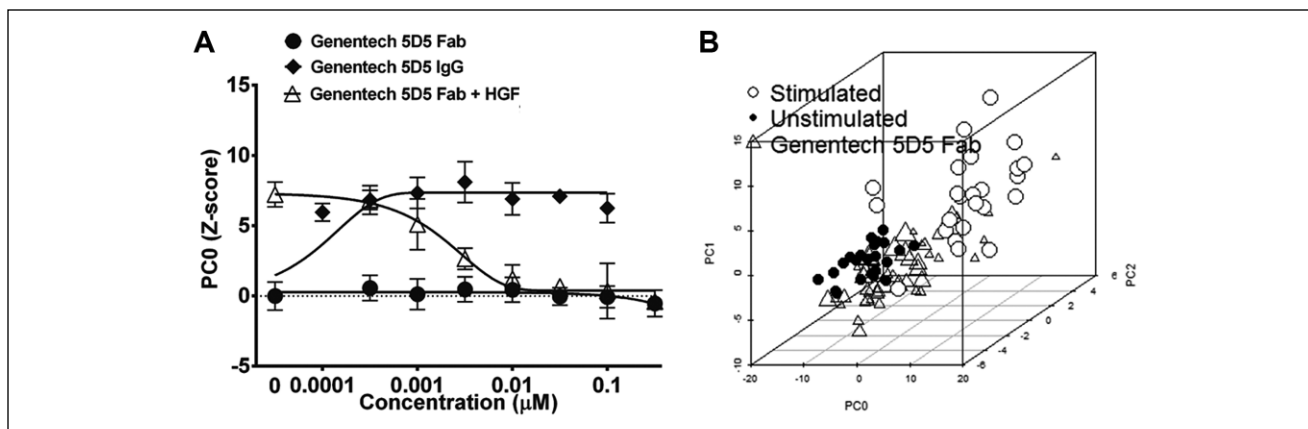 A
Genentech 5D5 Fab
Genentech 5D5 IgG
Genentech 5D5 Fab + HGF
PC0 (Z-score)
15
10
5
0
-5
0 0.0001 0.001 0.01 0.1
Concentration (μM)
B
Stimulated
Unstimulated
Genentech 5D5 Fab
PC1
15
10
5
0
-5
-10
-20 -10 0 10 20
PC0
-6
-4
-2
0
2
4
6
PC2